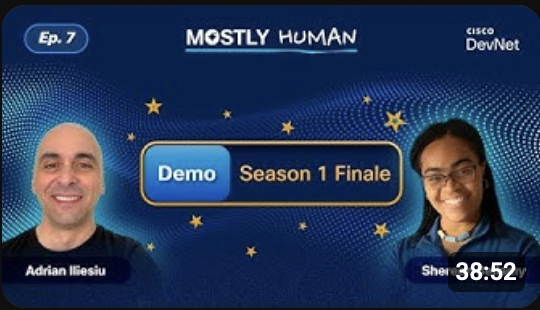 Ep. 7
MOSTLY HUMAN
CISCO
DevNet
Demo Season 1 Finale
Adrian Iliesiu
38:52